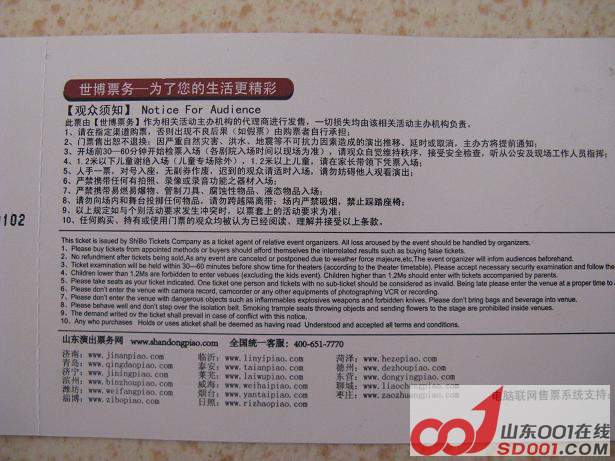 世博票务—为了您的生活更精彩
【观众须知】 Notice For Audience
此票由【世博票务】作为相关活动主办机构的代理商进行发售，一切损失均由该相关活动主办机构负责。
1、请在指定渠道购票，否则出现不良后果（如假票）由购票者自行承担；
2、门票售出恕不退换；因严重自然灾害、洪水、地震等不可抗力因素造成的演出推移、延时或取消，主办方将提前通知；
3、开场前30—60分钟开始检票入场（各剧院入场时间以现场为准），请观众自觉维持秩序，接受安全检查，听从公安及现场工作人员指挥；
4、1.2米以下儿童谢绝入场（儿童专场除外），1.2米以上儿童，请在家长带领下凭票入场；
5、人手一票，对号入座，无副券作废，迟到的观众请适时入场，请勿妨碍他人观看演出；
6、严禁携带任何有拍照、录像或录音功能之器材入场；
7、严禁携带易燃易爆物、管制刀具、腐蚀性物品、液态物品入场；
8、请勿向场内和舞台投掷任何物品，请勿跨越隔离带；场内严禁吸烟，禁止踩踏座椅；
9、以上规定如与个别活动要求发生冲突时，以票面上的活动要求为准；
10、任何购买、持有或使用门票的观众均被认为已经阅读、理解并接受以上条款。
102
This ticket is issued by ShiBo Tickets Company as a ticket agent of relative event organizers. All loss aroused by the event should be handled by organizers.
1、Please buy tickets from appointed methods or buyers should afford themselves the interrelated results such as buying false tickets.
2、No refundment after tickets being sold,As any event are canceled or postponed due to weather force majeure,etc,The event organizer will infom audiences beforehand.
3、Ticket examination will be held within 30—60 minutes before show time for theaters (according to the theater timetable). Please accept necessary security examination and follow the
4、Children lower than 1.2Ms are forbidden to enter vebues (excluding the kids event). Children higher than 1.2Ms should enter with tickets accompanied by parents.
5、Please take seats as your ticket indicated. One ticket one person and tickets with no sub-ticket should be considered as invalid. Being late please enter the venue at a proper time to
6、Please don't enter the venue with camera record, camcorder or any other equipments of photographing VCR or recording.
7、Please don't enter the venue with dangerous objects such as inflammables explosive weapons and forbidden knives. Please don't bring bags and beverage into venue.
8、Please behave well and don't step over the isolation belt. Smoking trample seats throwing objects and sending flowers to the stage are prohibited inside venues.
9、The demand writed ov the ticket shall prevail in case of conflict with this notice.
10、Any who purchases Holds or uses aticket shall be deemed as having read Understood and accepted all terms and conditions.
山东演出票务网 www.shandongpiao.com 全国统一客服：400-651-7770
济南：www.jinanpiao.com 临沂：www.linyipiao.com 菏泽：www.hezepiao.com
青岛：www.qingdaopiao.com 泰安：www.taianpiao.com 德州：www.dezhoupiao.com
济宁：www.jiningpiao.com 莱芜：www.laiwupiao.com 东营：www.dongyingpiao.com
滨州：www.binzhoupiao.com 威海：www.weihaipiao.com 聊城：www.liaochengpiao.com
潍坊：www.weifangpiao.com 烟台：www.yantaipiao.com 枣庄：www.zaozhuangpiao.com
淄博：www.zibopiao.com 日照：www.rizhaopiao.com
电脑联网售票系统支持：
山东001在线
SD001.com